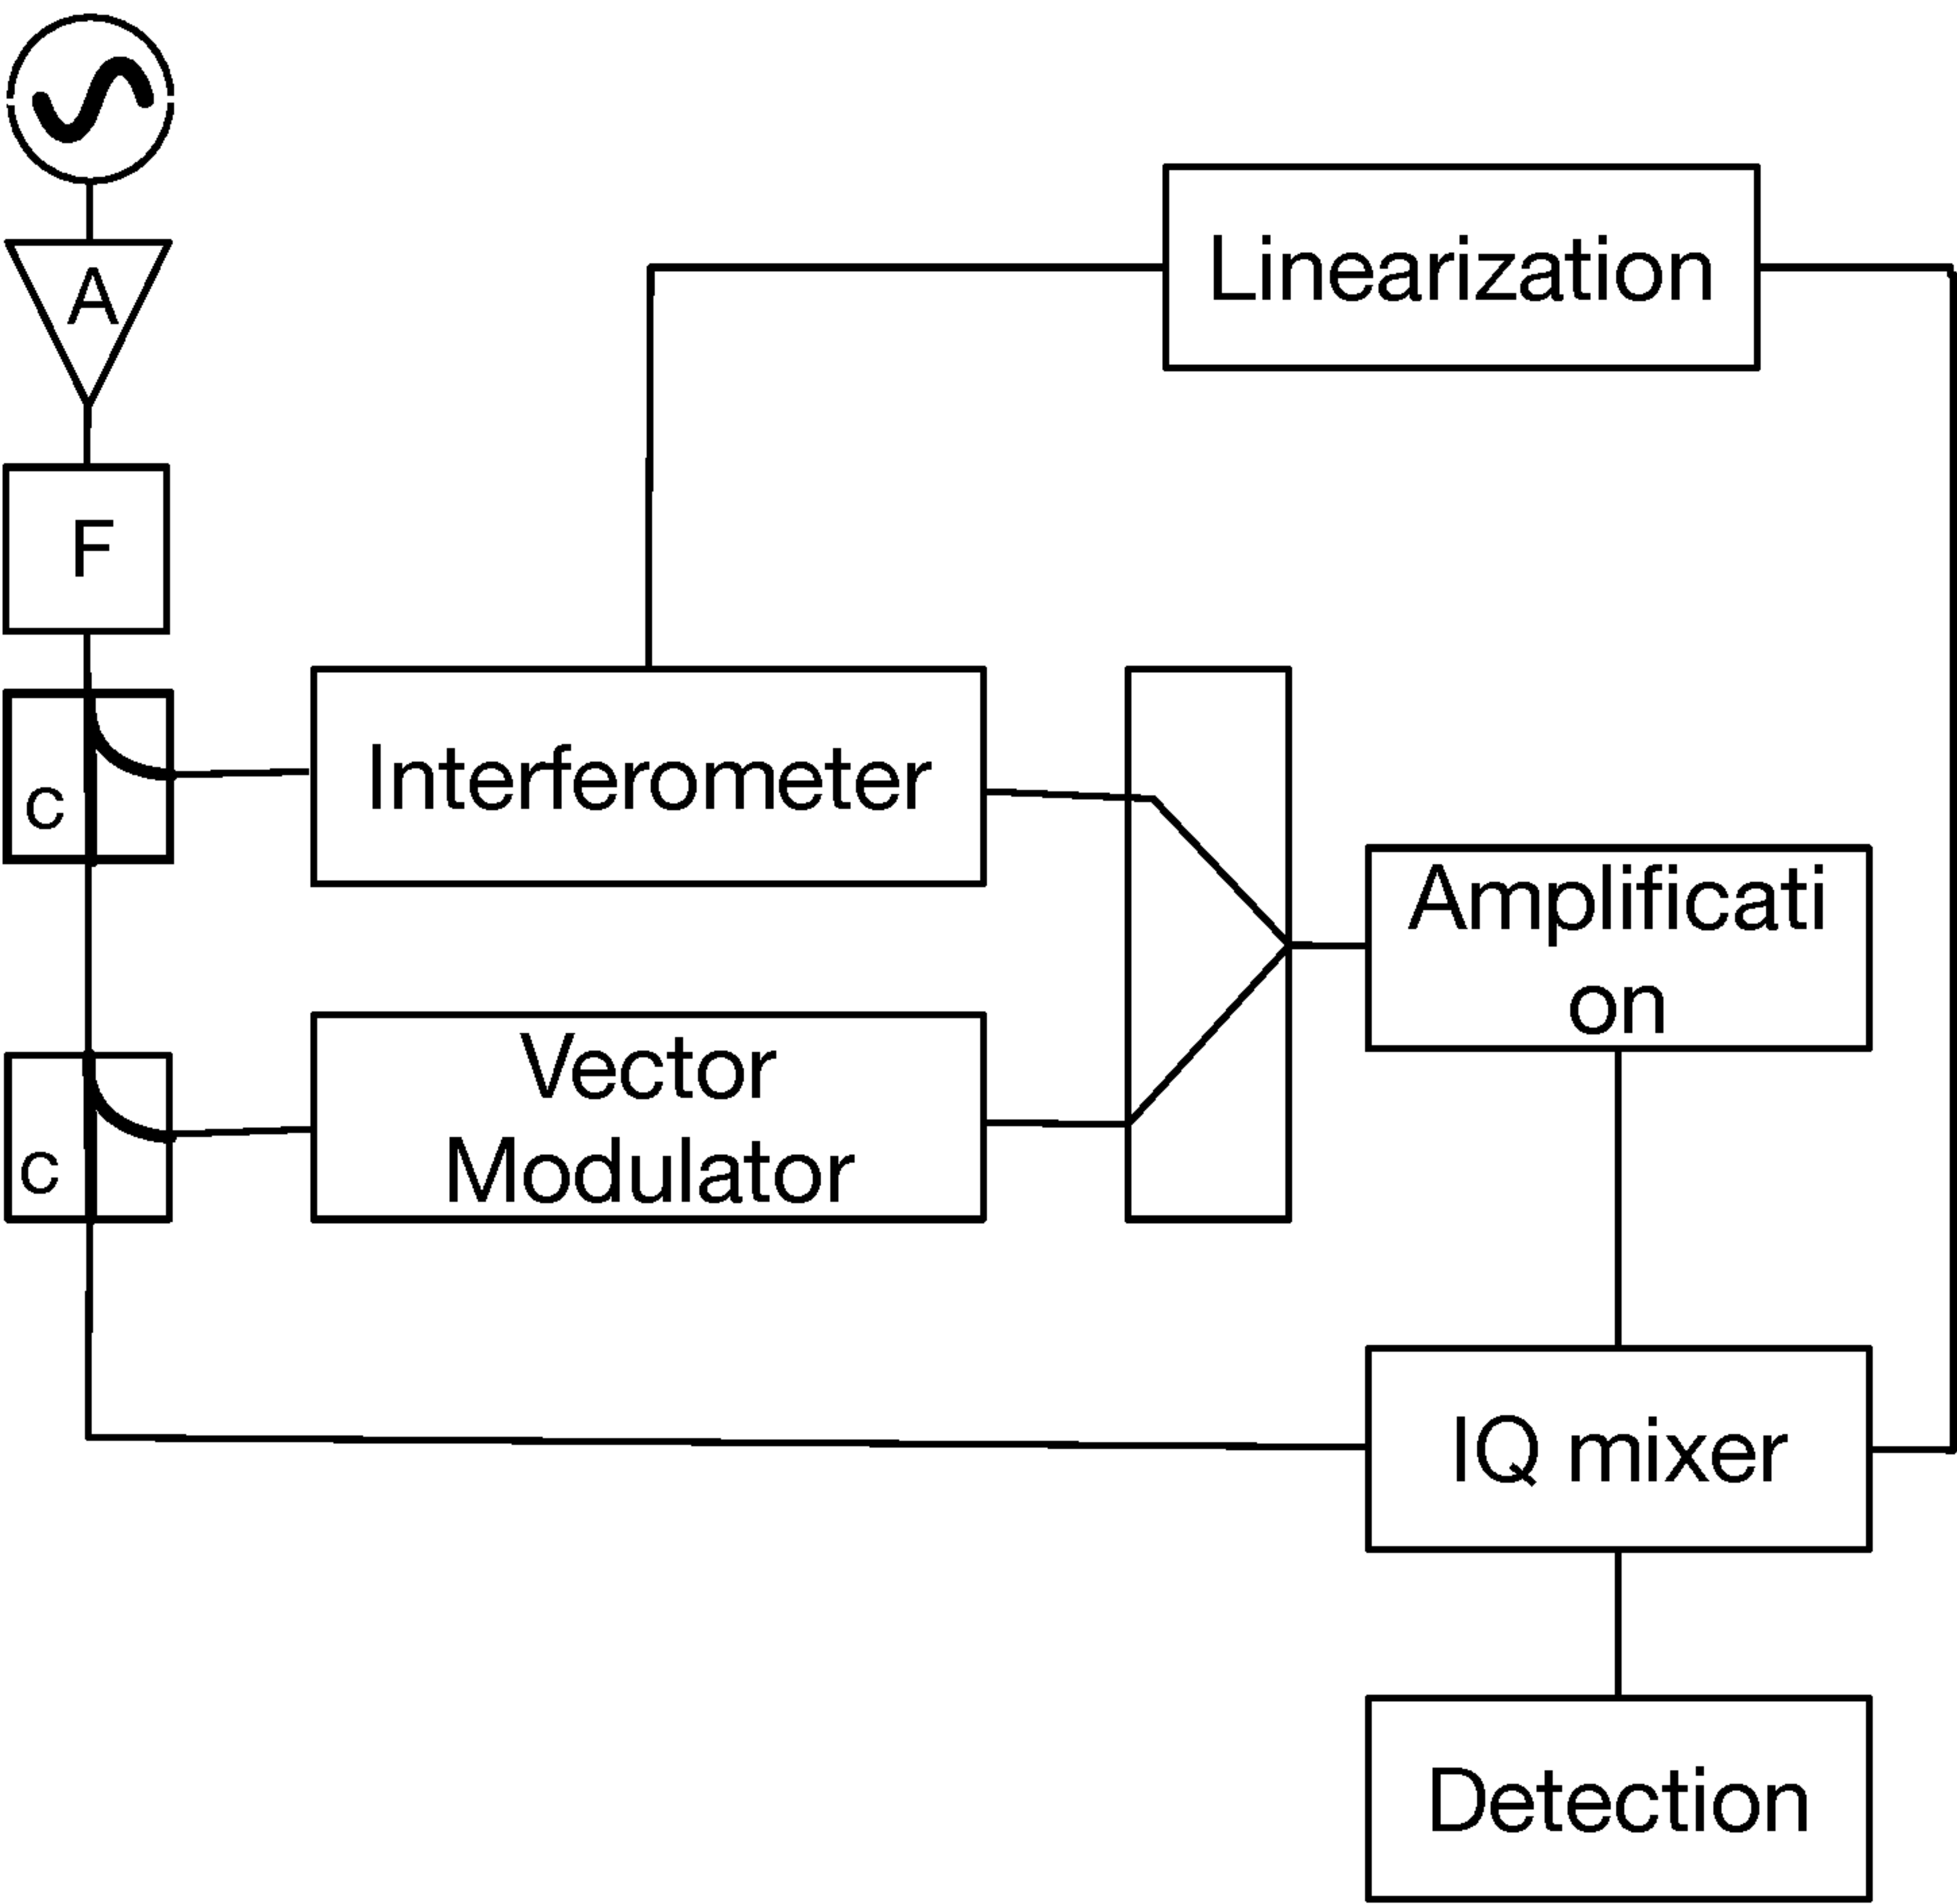 A
Linearization
F
C
Interferometer
Amplificati
on
Vector
Modulator
C
IQ mixer
Detection